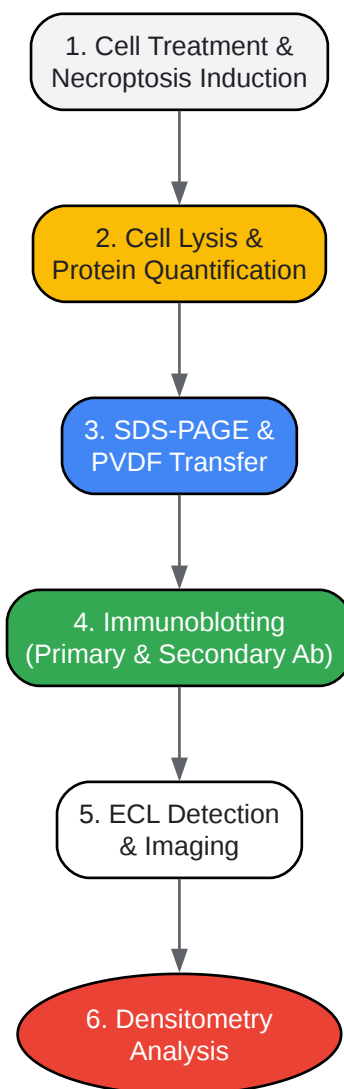 1. Cell Treatment &
Necroptosis Induction
2. Cell Lysis &
Protein Quantification
3. SDS-PAGE &
PVDF Transfer
4. Immunoblotting
(Primary & Secondary Ab)
5. ECL Detection
& Imaging
6. Densitometry
Analysis